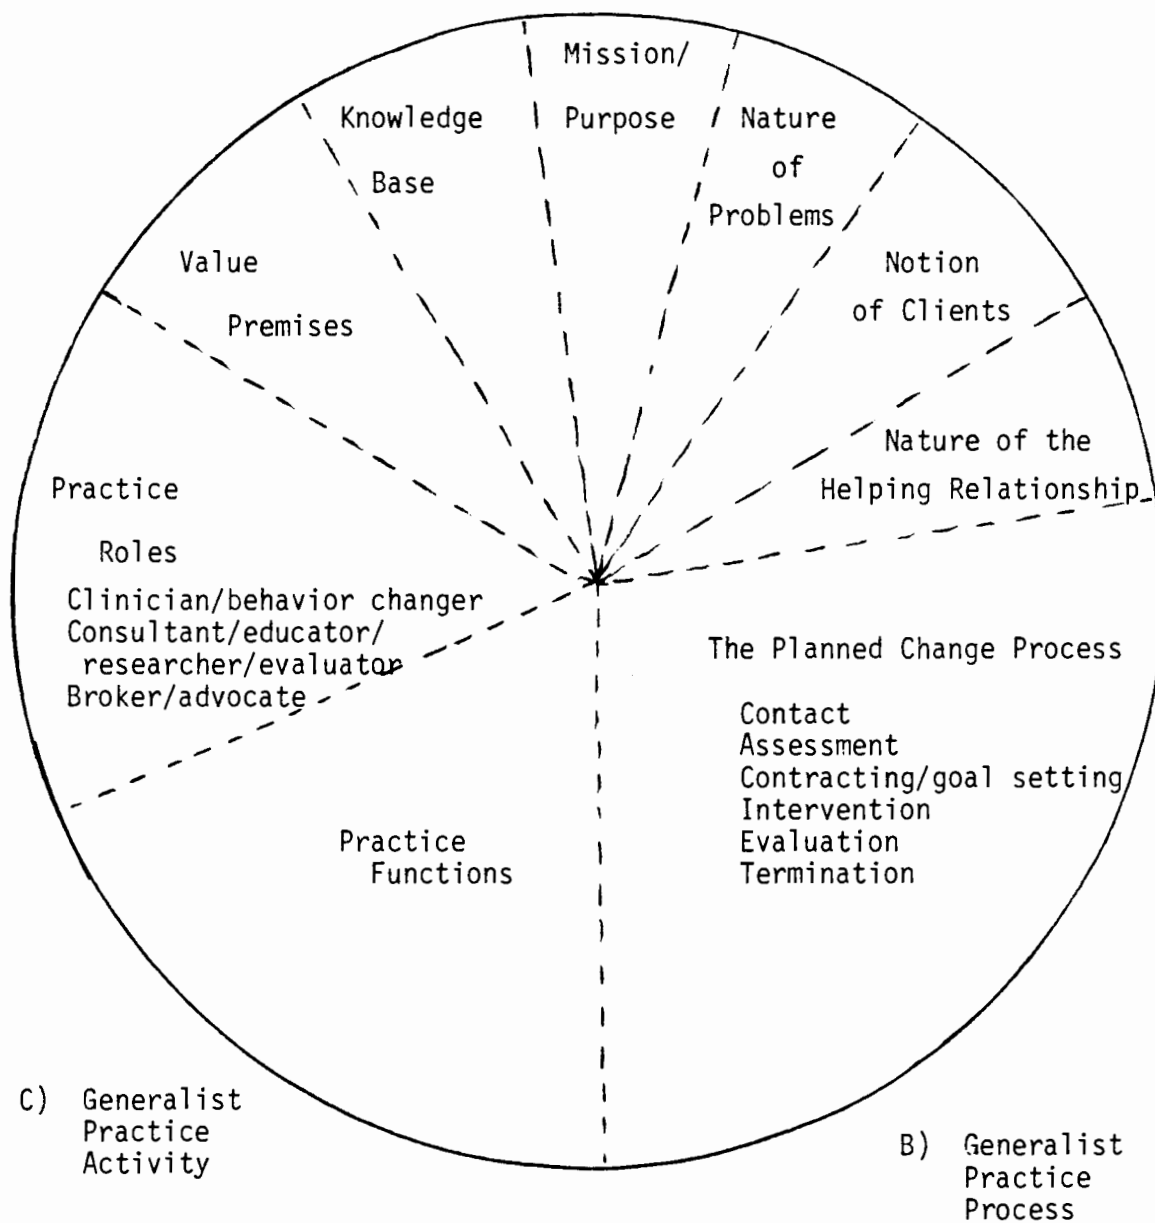 Mission/
Purpose
Knowledge
Base
Nature
of
Problems
Value
Premises
Notion
of Clients
Nature of the
Helping Relationship
Practice
Roles
Clinician/behavior changer
Consultant/educator/
researcher/evaluator
Broker/advocate
The Planned Change Process
Contact
Assessment
Contracting/goal setting
Intervention
Evaluation
Termination
Practice
Functions
C) Generalist
Practice
Activity
B) Generalist
Practice
Process